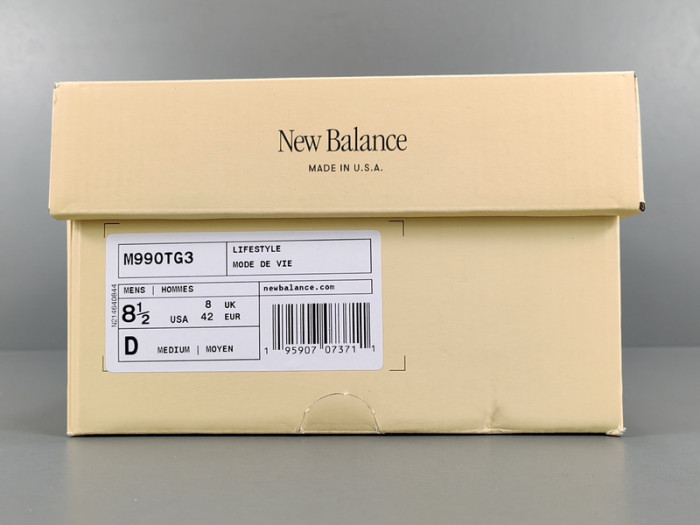 New Balance
MADE IN U.S.A.
M990TG3
LIFESTYLE
MODE DE VIE
MENS | HOMMES
newbalance.com
8½ USA
8 UK
42 EUR
D MEDIUM | MOYEN
1 95907 07371 1